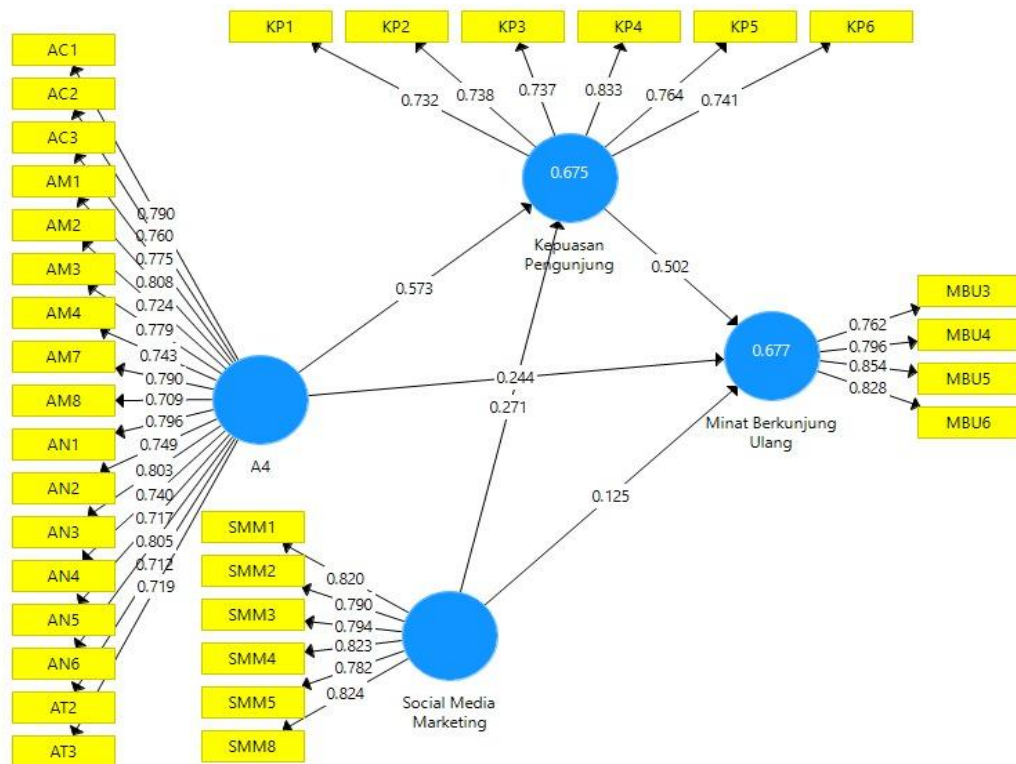 KP1
KP2
KP3
KP4
KP5
KP6
AC1
AC2
AC3
AM1
AM2
AM3
AM4
AM7
AM8
AN1
AN2
AN3
AN4
AN5
AN6
AT2
AT3
0.732
0.738
0.737
0.833
0.764
0.741
0.675
Kepuasan
Pengunjung
0.790
0.760
0.775
0.808
0.724
0.779
0.743
0.790
0.709
0.796
0.749
0.803
0.740
0.717
0.805
0.712
0.719
A4
0.573
0.502
0.244
0.271
0.125
0.677
Minat Berkunjung
Ulang
0.762
0.796
0.854
0.828
MBU3
MBU4
MBU5
MBU6
SMM1
SMM2
SMM3
SMM4
SMM5
SMM8
0.820
0.790
0.794
0.823
0.782
0.824
Social Media
Marketing